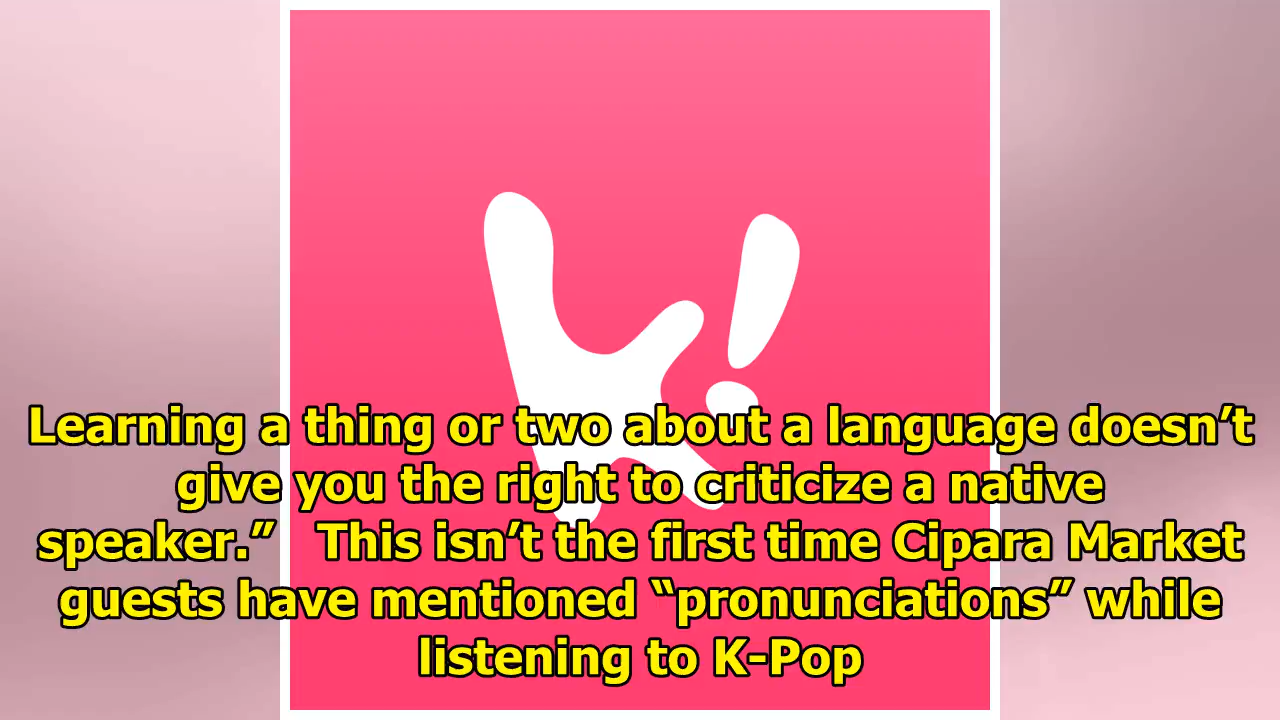 k!
Learning a thing or two about a language doesn’t
give you the right to criticize a native
speaker.” This isn’t the first time Cipara Market
guests have mentioned “pronunciations” while
listening to K-Pop